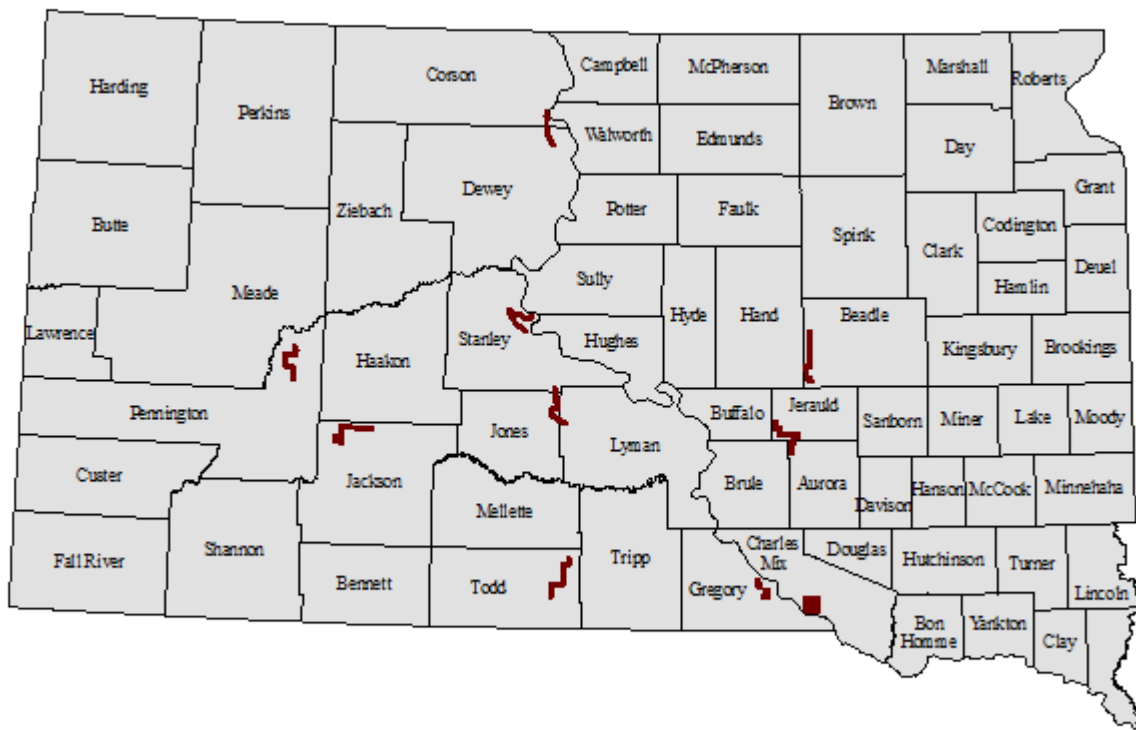 Harding
Perkins
Corson
Campbell
McPherson
Brown
Marshall
Roberts
Walworth
Edmunds
Day
Dewey
Ziebach
Butte
Potter
Faulk
Spink
Grant
Codington
Clark
Deuel
Hamlin
Meade
Sully
Hyde
Hand
Beadle
Lawrence
Stanley
Hughes
Kingsbury
Brookings
Haakon
Pennington
Buffalo
Jerauld
Sanborn
Miner
Lake
Moody
Jones
Lyman
Custer
Jackson
Brule
Aurora
Davison
Hanson
McCook
Minnehaha
Mellette
Fall River
Shannon
Bennett
Todd
Tripp
Gregory
Charles
Mix
Douglas
Hutchinson
Turner
Lincoln
Bon
Homme
Yankton
Clay